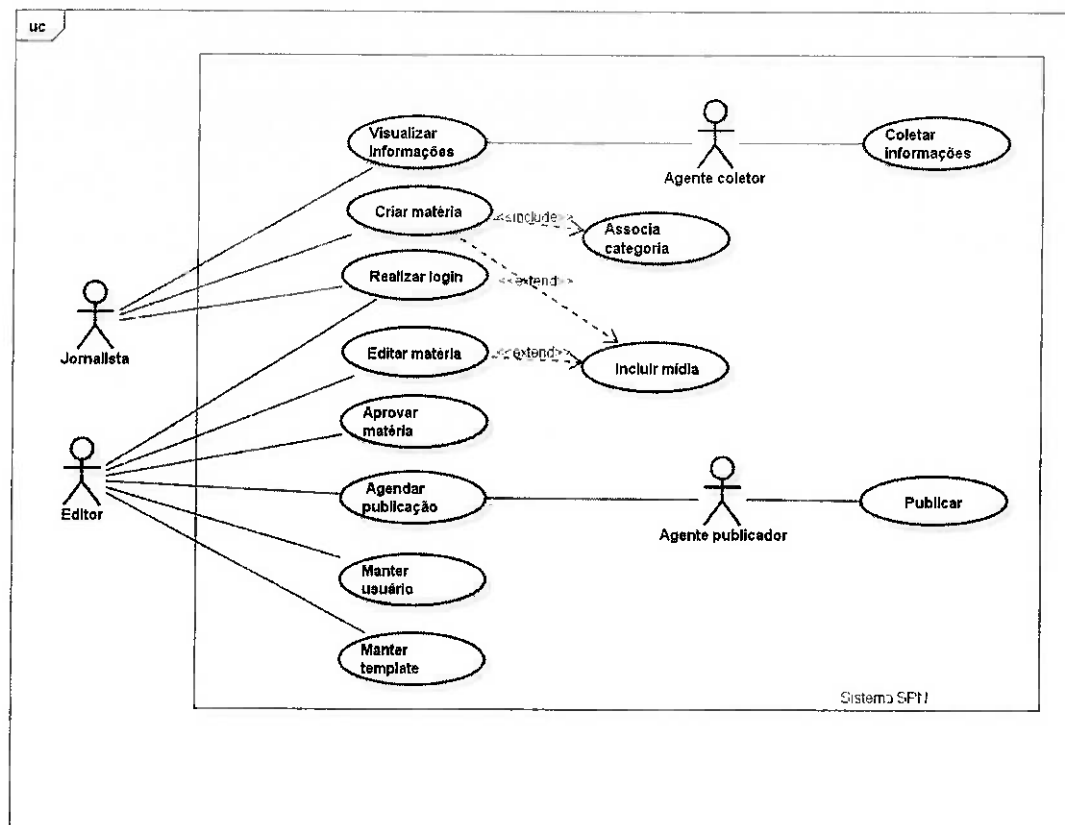 uc
Visualizar
Informações
Agente coletor
Coletar
informações
Criar matéria
<<include>>
Associa
categoria
Realizar login
<<extend>>
Jornalista
Editar matéria
<<extend>>
Incluir mídia
Aprovar
matéria
Editor
Agendar
publicação
Agente publicador
Publicar
Manter
usuário
Manter
template
Sistema